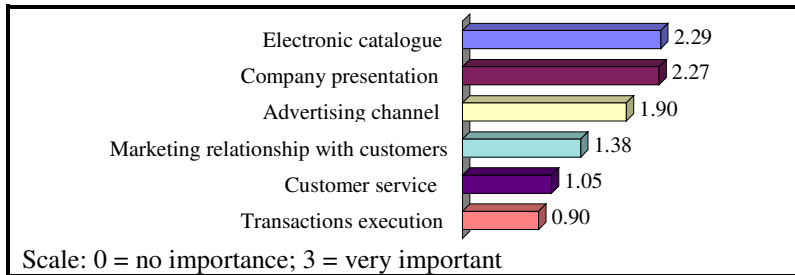 Electronic catalogue 2.29
Company presentation 2.27
Advertising channel 1.90
Marketing relationship with customers 1.38
Customer service 1.05
Transactions execution 0.90
Scale: 0 = no importance; 3 = very important